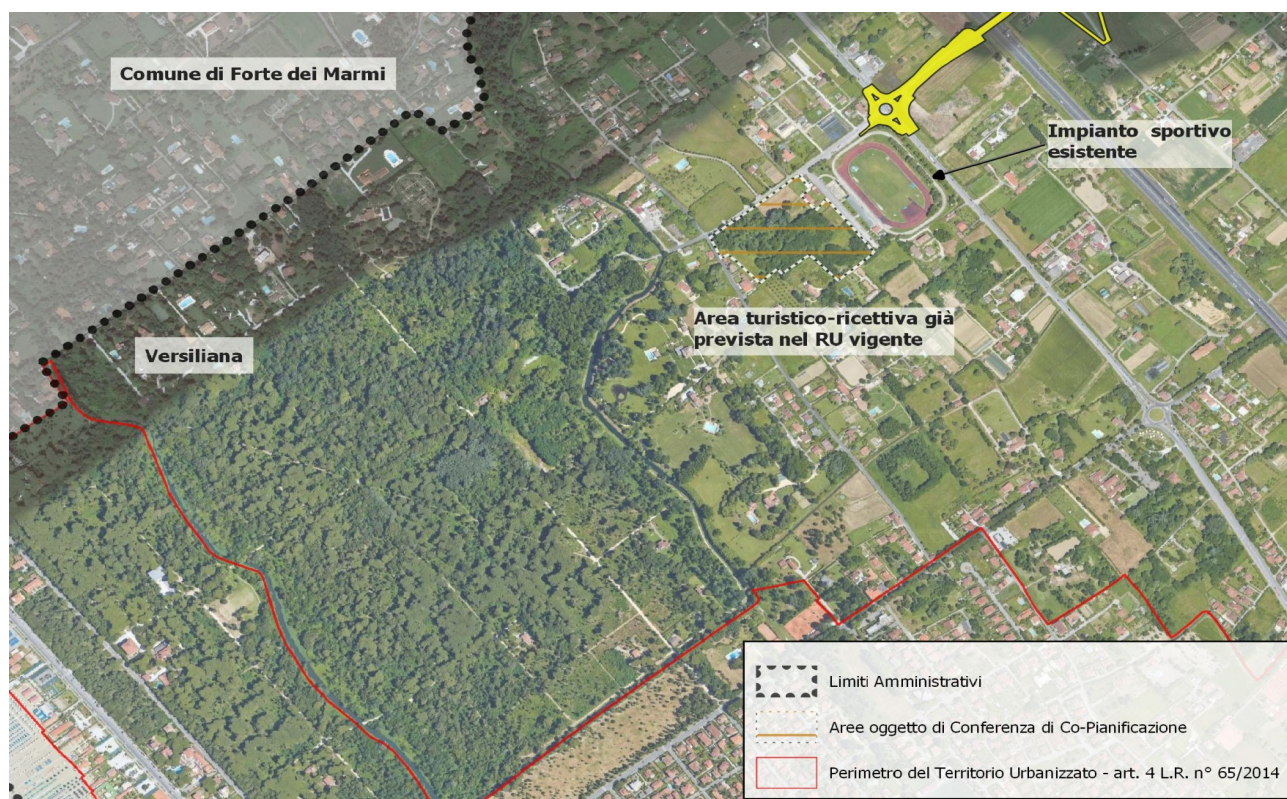 Comune di Forte dei Marmi
Impianto sportivo
esistente
Area turistico-ricettiva già
prevista nel RU vigente
Versiliana
Limiti Amministrativi
Aree oggetto di Conferenza di Co-Pianificazione
Perimetro del Territorio Urbanizzato - art. 4 L.R. n° 65/2014